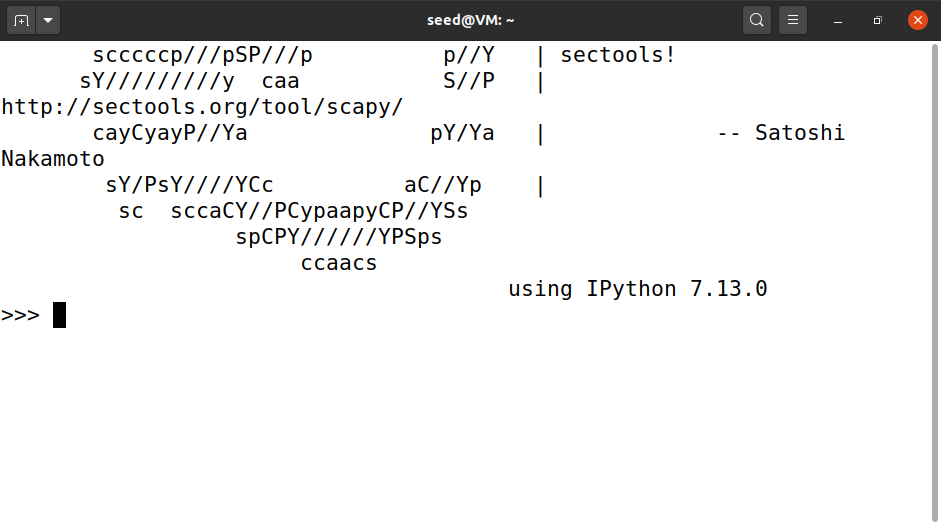 seed@VM: ~
scccccp///pSP///p          p//Y   | sectools!
sY/////////y  caa           S//P   |
http://sectools.org/tool/scapy/
cayCyayP//Ya              pY/Ya   |             -- Satoshi
Nakamoto
sY/PsY////YCc          aC//Yp    |
sc  sccaCY//PCypaapyCP//YSs
spCPY//////YPSps
ccaacs
using IPython 7.13.0
>>>